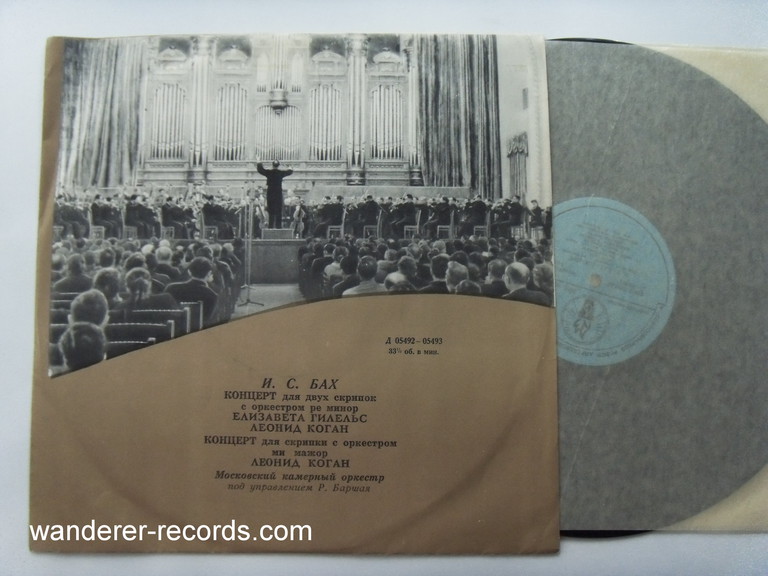 Д 05492–05493
33⅓ об. в мин.
И. С. БАХ
КОНЦЕРТ для двух скрипок
с оркестром ре минор
ЕЛИЗАВЕТА ГИЛЕЛЬС
ЛЕОНИД КОГАН
КОНЦЕРТ для скрипки с оркестром
ми мажор
ЛЕОНИД КОГАН
Московский камерный оркестр
под управлением Р. Баршая
wanderer-records.com